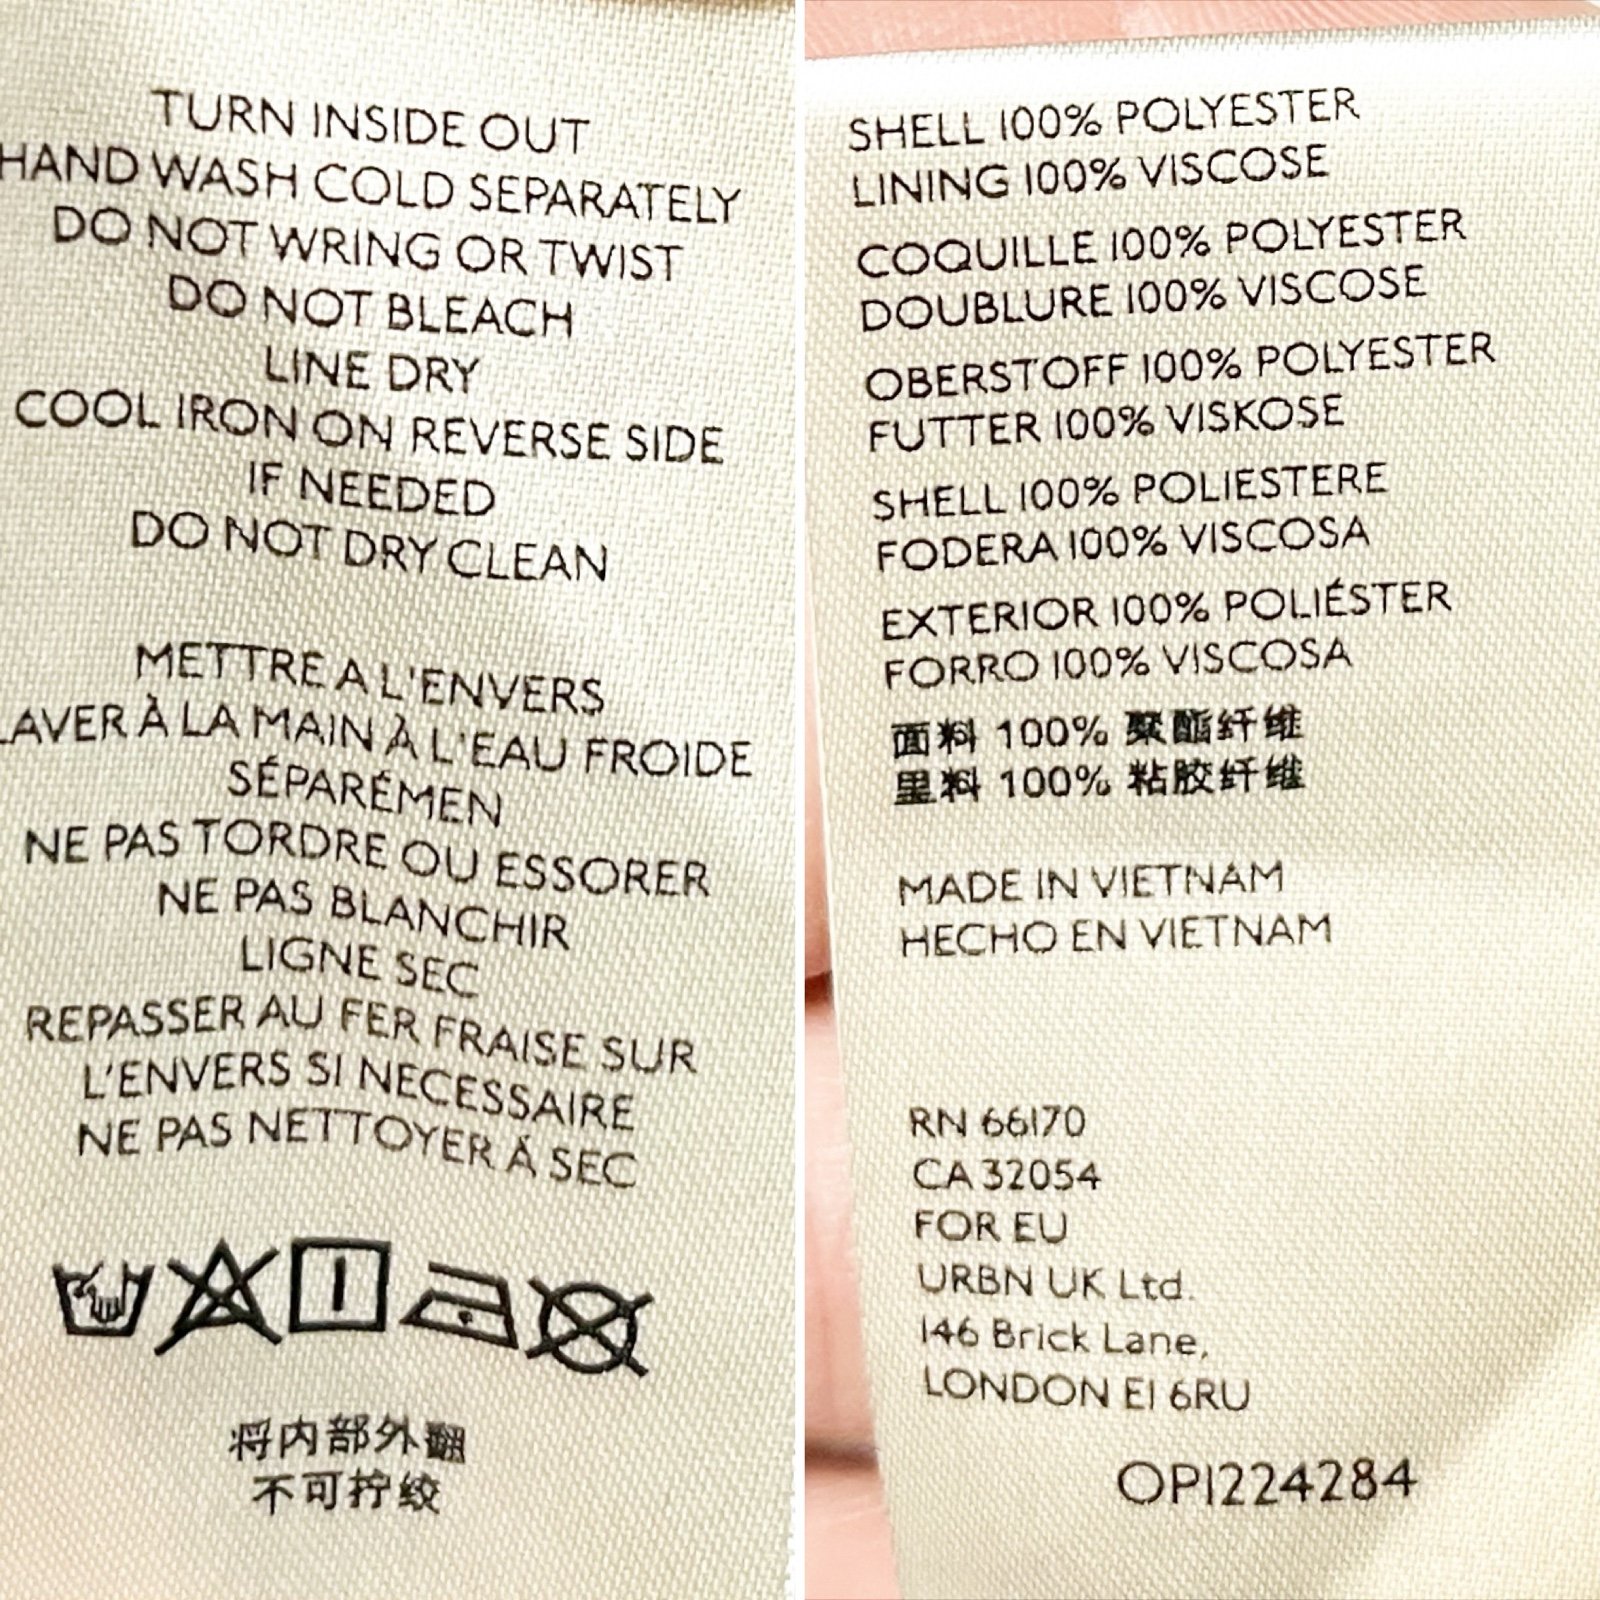 TURN INSIDE OUT
HAND WASH COLD SEPARATELY
DO NOT WRING OR TWIST
DO NOT BLEACH
LINE DRY
COOL IRON ON REVERSE SIDE
IF NEEDED
DO NOT DRY CLEAN
METTRE A L'ENVERS
LAVER À LA MAIN À L'EAU FROIDE
SÉPARÉMEN
NE PAS TORDRE OU ESSORER
NE PAS BLANCHIR
LIGNE SEC
REPASSER AU FER FRAISE SUR
L'ENVERS SI NECESSAIRE
NE PAS NETTOYER À SEC
将内部外翻
不可拧绞
SHELL 100% POLYESTER
LINING 100% VISCOSE
COQUILLE 100% POLYESTER
DOUBLURE 100% VISCOSE
OBERSTOFF 100% POLYESTER
FUTTER 100% VISKOSE
SHELL 100% POLIESTERE
FODERA 100% VISCOSA
EXTERIOR 100% POLIÉSTER
FORRO 100% VISCOSA
面料 100% 聚酯纤维
里料 100% 粘胶纤维
MADE IN VIETNAM
HECHO EN VIETNAM
RN 66170
CA 32054
FOR EU
URBN UK Ltd.
146 Brick Lane,
LONDON E1 6RU
OP1224284